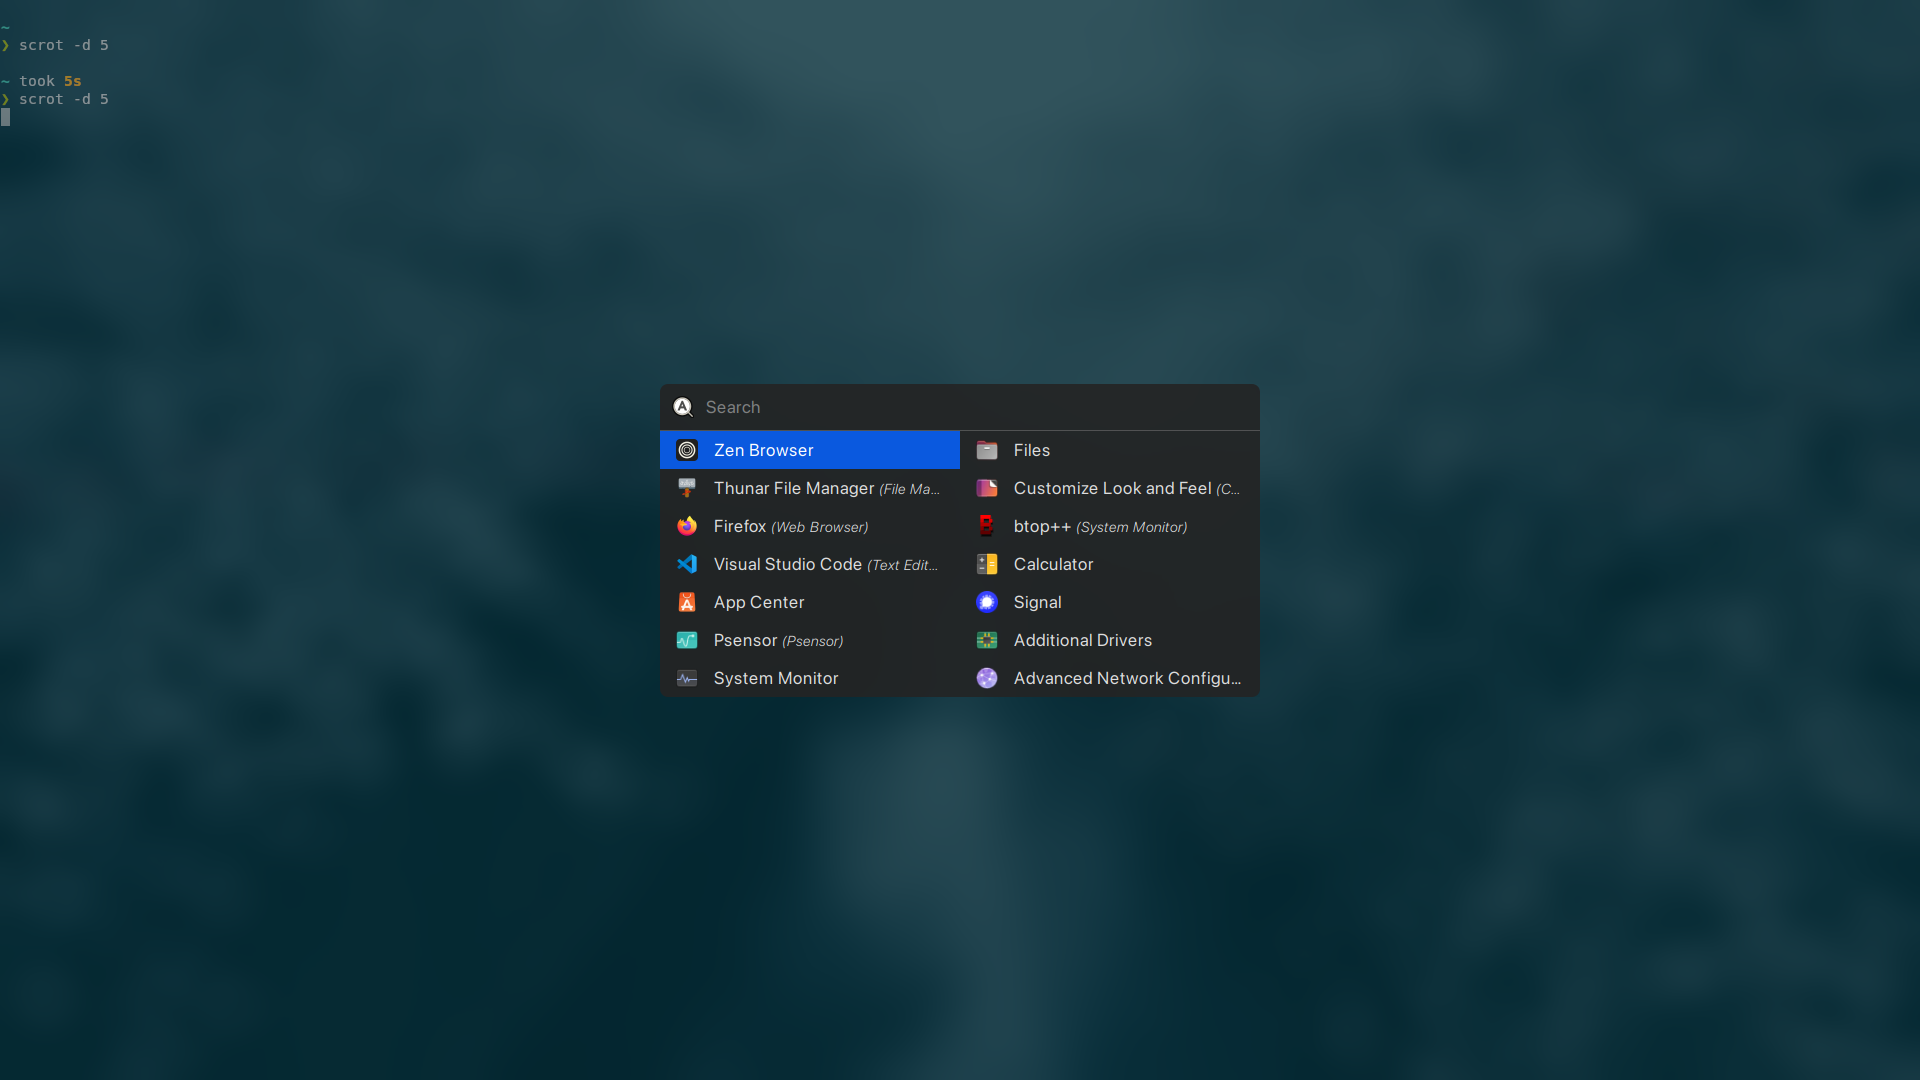 ~
❯ scrot -d 5
~ took 5s
❯ scrot -d 5
Search
Zen Browser
Files
Thunar File Manager (File Ma...
Customize Look and Feel (C...
Firefox (Web Browser)
btop++ (System Monitor)
Visual Studio Code (Text Edit...
Calculator
App Center
Signal
Psensor (Psensor)
Additional Drivers
System Monitor
Advanced Network Configu...